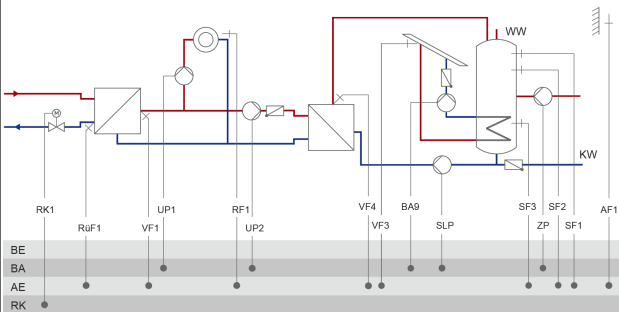 WW
M
KW
RK1
RüF1
VF1
UP1
RF1
UP2
VF4
VF3
BA9
SLP
SF3
ZP
SF2
SF1
AF1
BE
BA
AE
RK